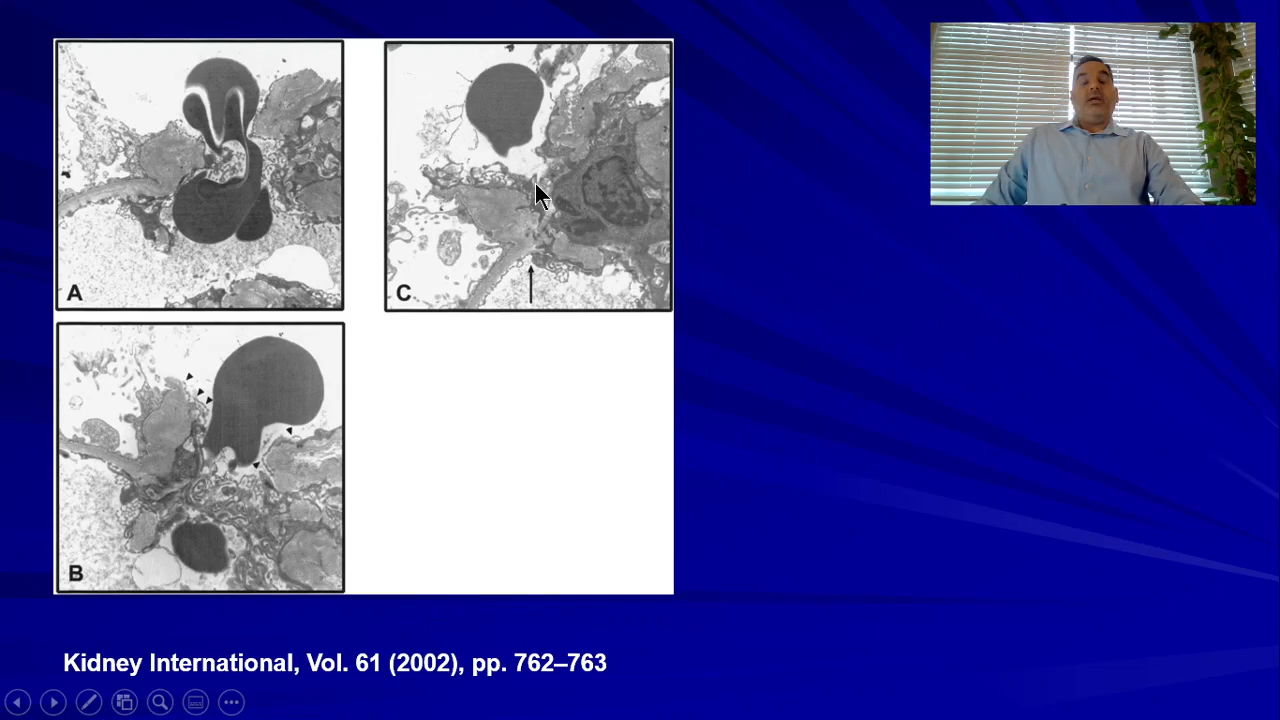 A
C
B
Kidney International, Vol. 61 (2002), pp. 762–763